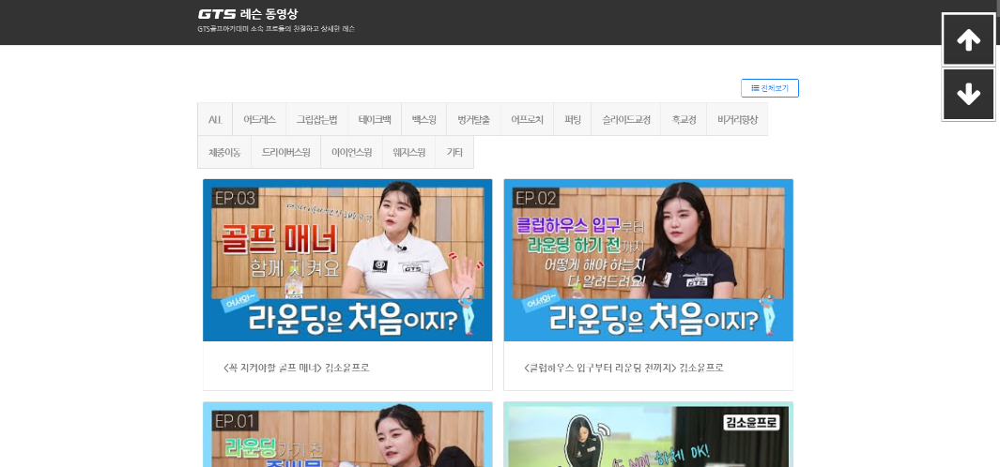 GTS 레슨 동영상
GTS골프아카데미 소속 프로들의 친절하고 상세한 레슨
전체보기
ALL 어드레스 그립잡는법 테이크백 백스윙 벙커탈출 어프로치 퍼팅 슬라이드교정 훅교정 비거리향상
체중이동 드라이버스윙 아이언스윙 웨지스윙 기타
EP.03
골프 매너
함께 지켜요
GTS
어서와~
라운딩은 처음이지?
EP.02
클럽하우스 입구부터
라운딩 하기 전까지
어떻게 해야 하는지
다 알려드려요!
GTS
어서와~
라운딩은 처음이지?
<꼭 지켜야할 골프 매너> 김소윤프로
<클럽하우스 입구부터 라운딩 전까지> 김소윤프로
EP.01
라운딩 가기 전
준비물
김소윤프로
하체 OK!